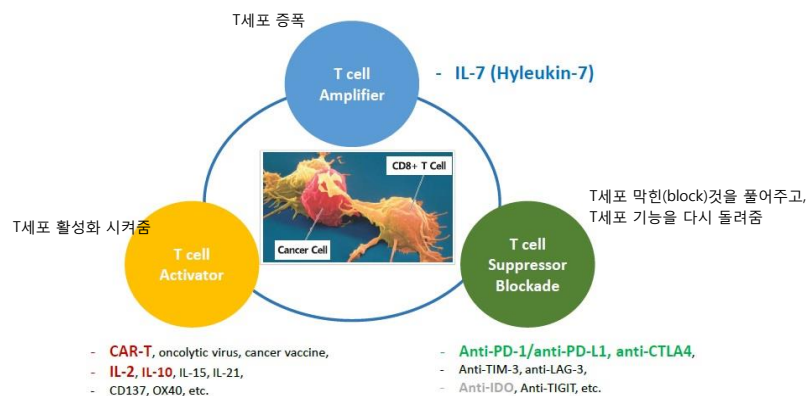 T세포 증폭
T cell
Amplifier
- IL-7 (Hyleukin-7)
CD8+ T Cell
Cancer Cell
T세포 활성화 시켜줌
T cell
Activator
T세포 막힌(block)것을 풀어주고,
T세포 기능을 다시 돌려줌
T cell
Suppressor
Blockade
- CAR-T, oncolytic virus, cancer vaccine,
- IL-2, IL-10, IL-15, IL-21,
- CD137, OX40, etc.
- Anti-PD-1/anti-PD-L1, anti-CTLA4,
- Anti-TIM-3, anti-LAG-3,
- Anti-IDO, Anti-TIGIT, etc.